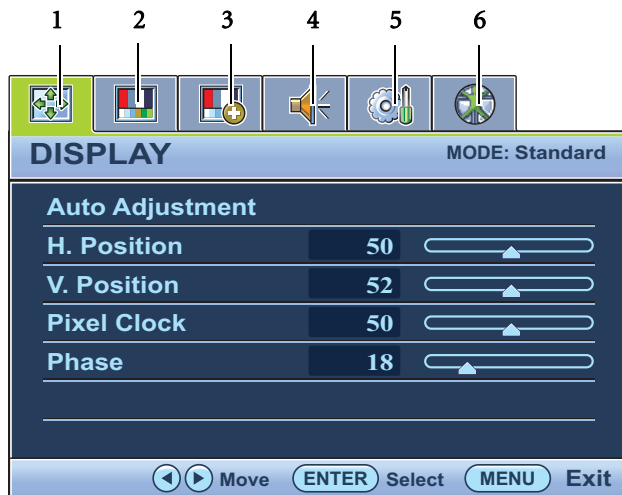 1 2 3 4 5 6
DISPLAY MODE: Standard
Auto Adjustment
H. Position 50
V. Position 52
Pixel Clock 50
Phase 18
Move ENTER Select MENU Exit